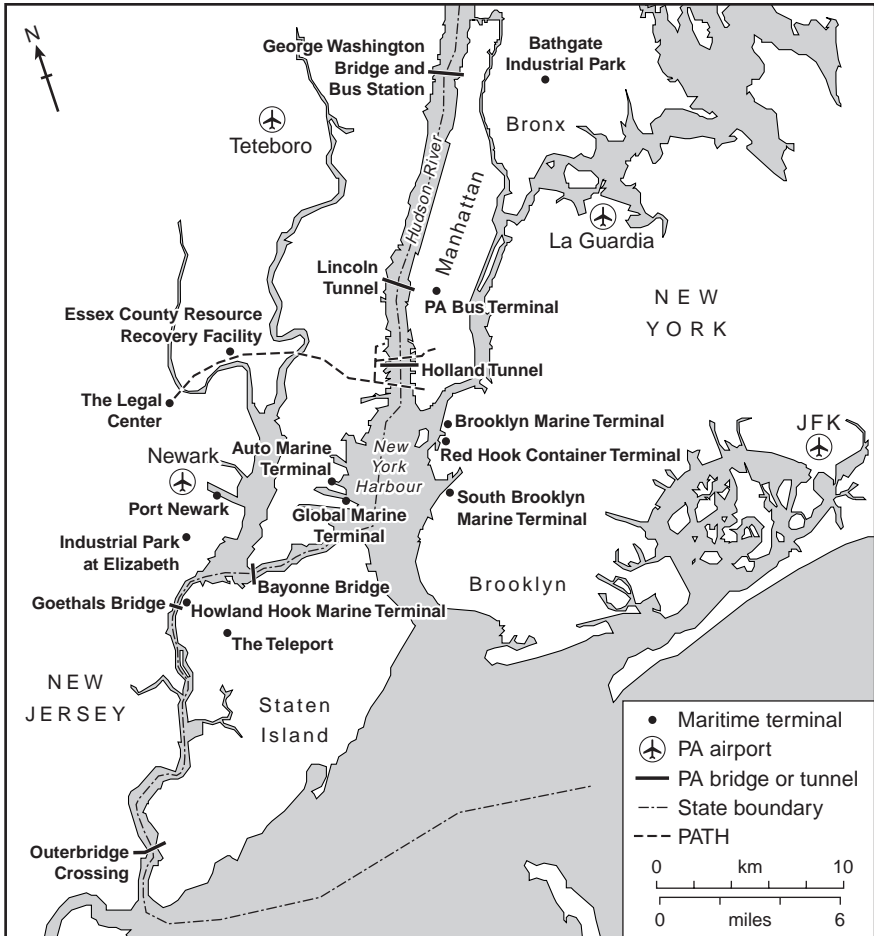 N
George Washington
Bridge and
Bus Station
Bathgate
Industrial Park
Bronx
Teteboro
Hudson River
Manhattan
La Guardia
Lincoln
Tunnel
PA Bus Terminal
NEW
YORK
Essex County Resource
Recovery Facility
Holland Tunnel
The Legal
Center
Brooklyn Marine Terminal
Red Hook Container Terminal
JFK
Newark
Auto Marine
Terminal
New
York
Harbour
Port Newark
Global Marine
Terminal
South Brooklyn
Marine Terminal
Industrial Park
at Elizabeth
Bayonne Bridge
Brooklyn
Goethals Bridge
Howland Hook Marine Terminal
The Teleport
NEW
JERSEY
Staten
Island
Outerbridge
Crossing
Maritime terminal
PA airport
PA bridge or tunnel
State boundary
PATH
0 km 10
0 miles 6